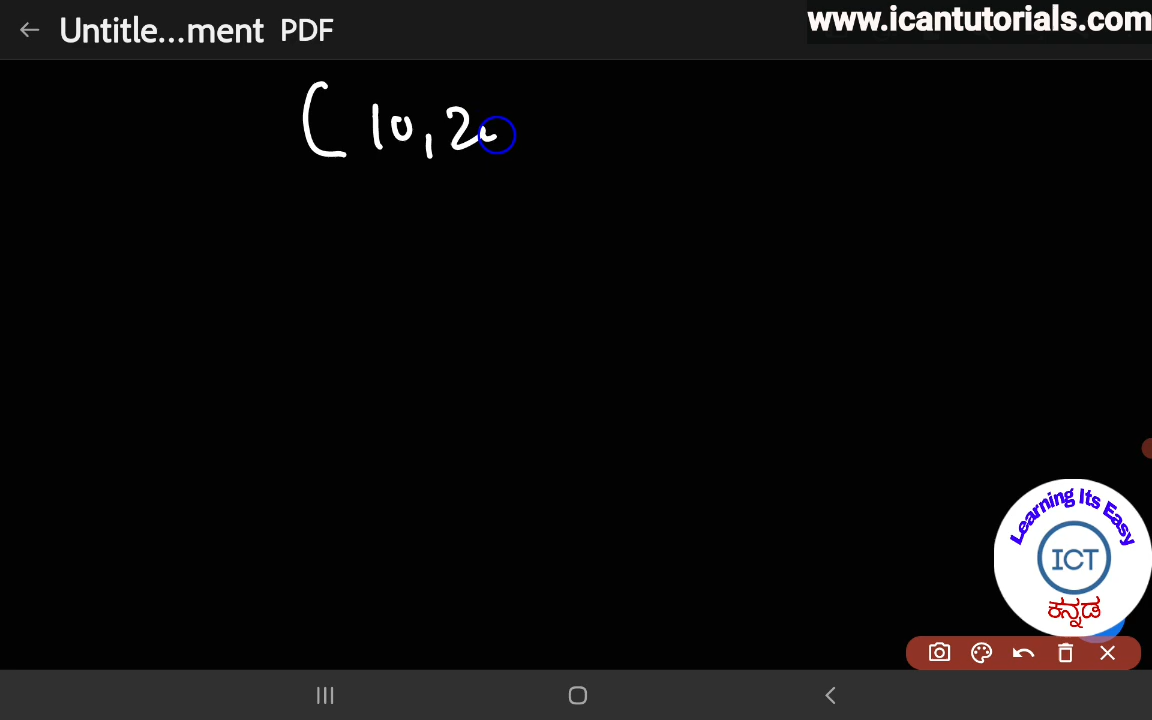 Untitle...ment PDF
www.icantutorials.com
( 10, 2
Learning Its Easy
ICT
ಕನ್ನಡ